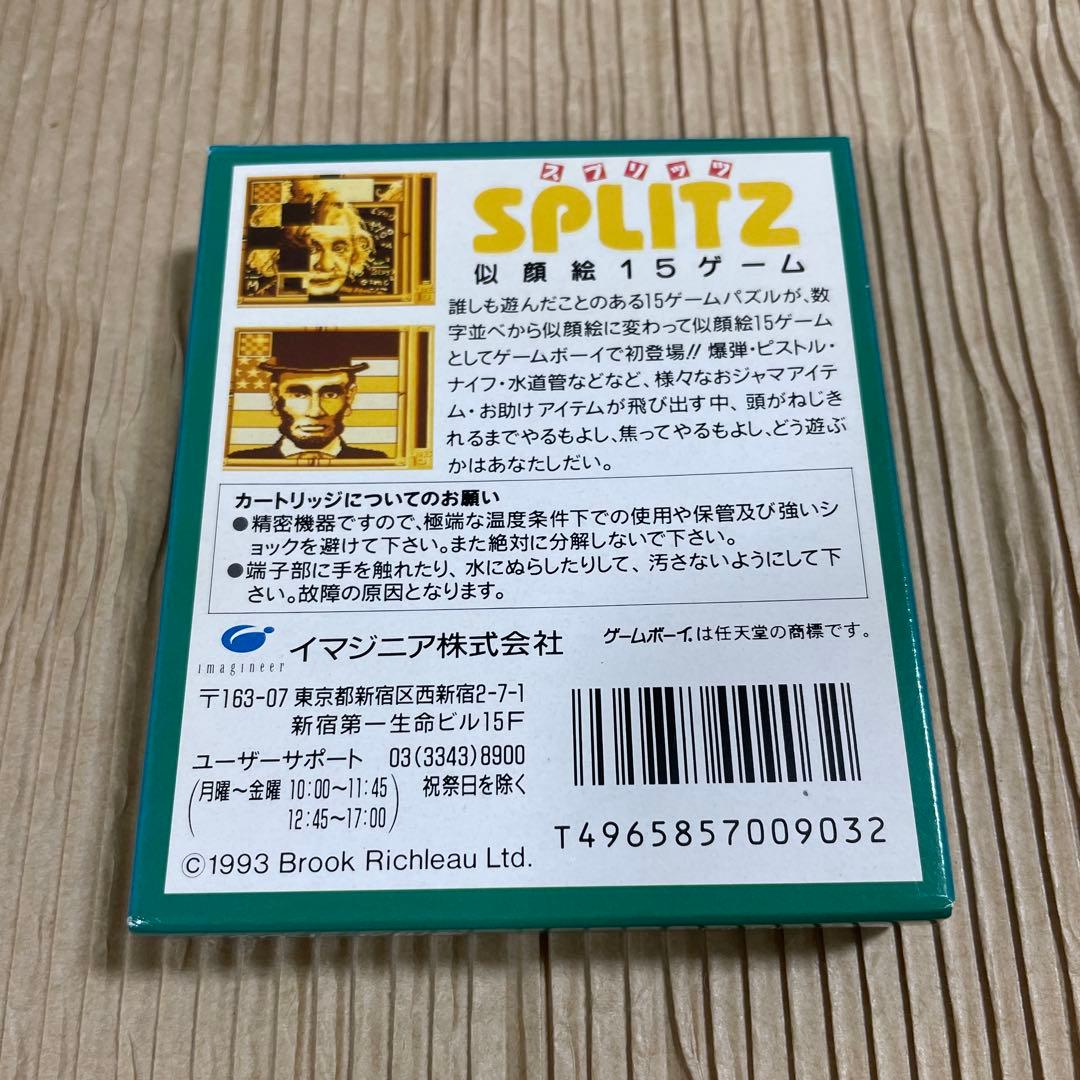 スプリッツ
SPLITZ
似顔絵15ゲーム
誰しも遊んだことのある15ゲームパズルが、数
字並べから似顔絵に変わって似顔絵15ゲーム
としてゲームボーイで初登場!! 爆弾・ピストル・
ナイフ・水道管などなど、様々なおジャマアイテ
ム・お助けアイテムが飛び出す中、頭がねじき
れるまでやるもよし、焦ってやるもよし、どう遊ぶ
かはあなたしだい。
カートリッジについてのお願い
●精密機器ですので、極端な温度条件下での使用や保管及び強いシ
ョックを避けて下さい。また絶対に分解しないで下さい。
●端子部に手を触れたり、水にぬらしたりして、汚さないようにして下
さい。故障の原因となります。
imagineer
イマジニア株式会社
ゲームボーイ®は任天堂の商標です。
〒163-07 東京都新宿区西新宿2-7-1
新宿第一生命ビル15F
ユーザーサポート 03(3343)8900
(月曜～金曜 10:00～11:45 祝祭日を除く
12:45～17:00)
T4965857009032
©1993 Brook Richleau Ltd.